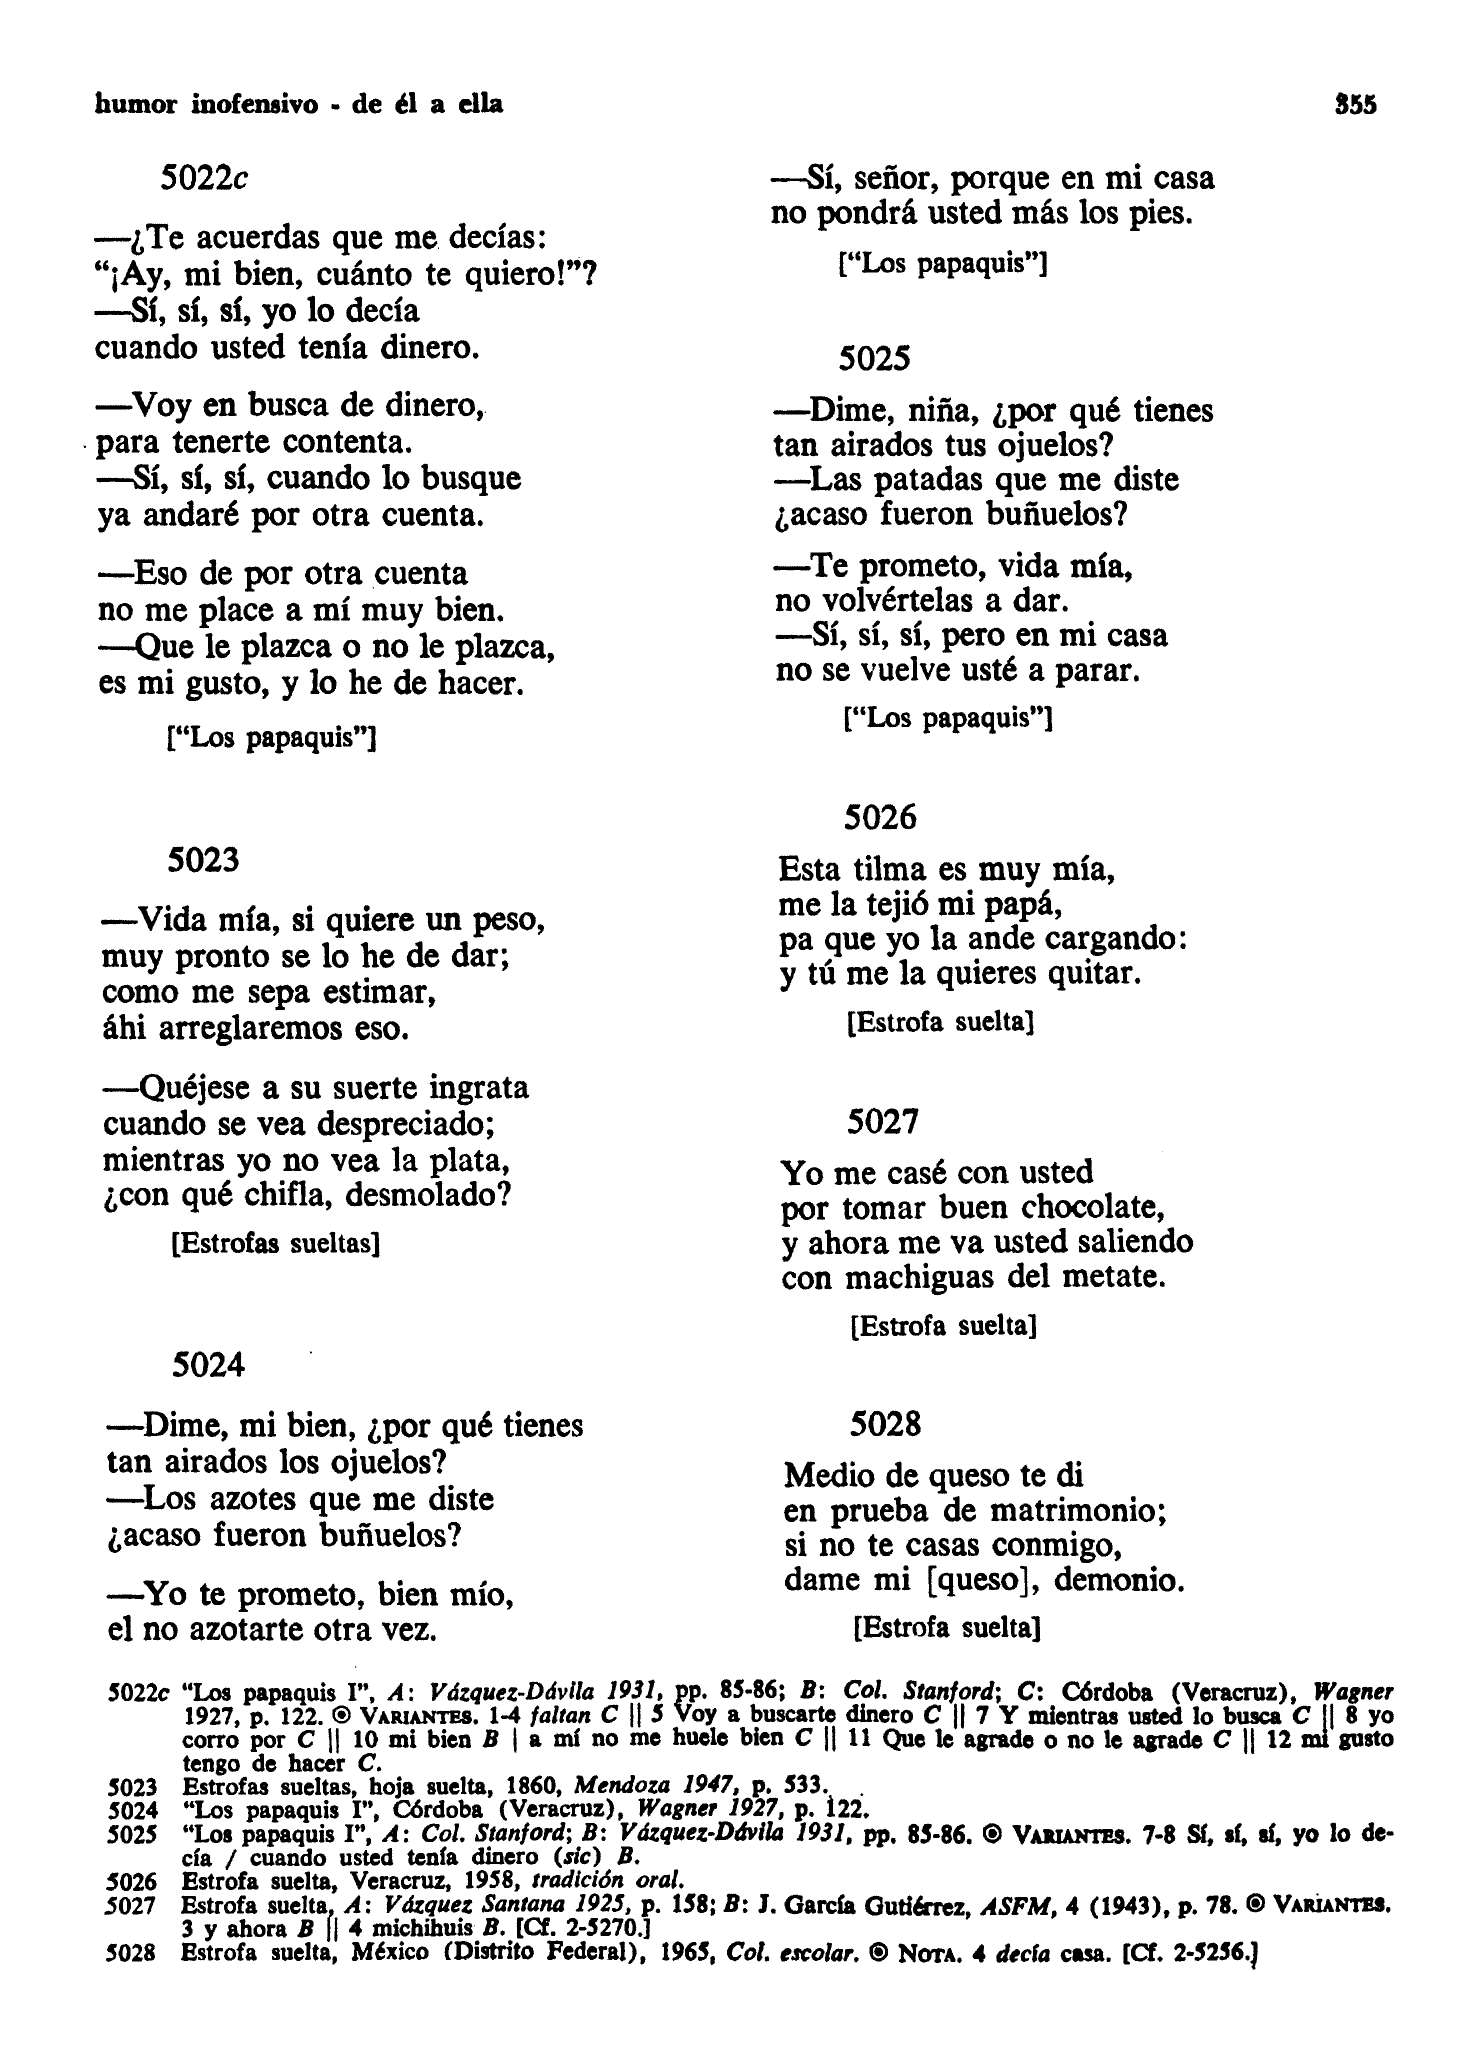 humor inofensivo - de él a ella
355
5022c
—¿Te acuerdas que me decías:
“¡Ay, mi bien, cuánto te quiero!”?
—Sí, sí, sí, yo lo decía
cuando usted tenía dinero.
—Voy en busca de dinero,
para tenerte contenta.
—Sí, sí, sí, cuando lo busque
ya andaré por otra cuenta.
—Eso de por otra cuenta
no me place a mí muy bien.
—Que le plazca o no le plazca,
es mi gusto, y lo he de hacer.
[“Los papaquis”]
5023
—Vida mía, si quiere un peso,
muy pronto se lo he de dar;
como me sepa estimar,
áhi arreglaremos eso.
—Quéjese a su suerte ingrata
cuando se vea despreciado;
mientras yo no vea la plata,
¿con qué chifla, desmolado?
[Estrofas sueltas]
5024
—Dime, mi bien, ¿por qué tienes
tan airados los ojuelos?
—Los azotes que me diste
¿acaso fueron buñuelos?
—Yo te prometo, bien mío,
el no azotarte otra vez.
—Sí, señor, porque en mi casa
no pondrá usted más los pies.
[“Los papaquis”]
5025
—Dime, niña, ¿por qué tienes
tan airados tus ojuelos?
—Las patadas que me diste
¿acaso fueron buñuelos?
—Te prometo, vida mía,
no volvértelas a dar.
—Sí, sí, sí, pero en mi casa
no se vuelve usté a parar.
[“Los papaquis”]
5026
Esta tilma es muy mía,
me la tejió mi papá,
pa que yo la ande cargando:
y tú me la quieres quitar.
[Estrofa suelta]
5027
Yo me casé con usted
por tomar buen chocolate,
y ahora me va usted saliendo
con machiguas del metate.
[Estrofa suelta]
5028
Medio de queso te di
en prueba de matrimonio;
si no te casas conmigo,
dame mi [queso], demonio.
[Estrofa suelta]
5022c “Los papaquis I”, A: Vázquez-Dávila 1931, pp. 85-86; B: Col. Stanford; C: Córdoba (Veracruz), Wagner
1927, p. 122. ⊚ VARIANTES. 1-4 faltan C || 5 Voy a buscarte dinero C || 7 Y mientras usted lo busca C || 8 yo
corro por C || 10 mi bien B | a mí no me huele bien C || 11 Que le agrade o no le agrade C || 12 mi gusto
tengo de hacer C.
5023 Estrofas sueltas, hoja suelta, 1860, Mendoza 1947, p. 533.
5024 “Los papaquis I”, Córdoba (Veracruz), Wagner 1927, p. 122.
5025 “Los papaquis I”, A: Col. Stanford; B: Vázquez-Dávila 1931, pp. 85-86. ⊚ VARIANTES. 7-8 Sí, sí, sí, yo lo de-
cía / cuando usted tenía dinero (sic) B.
5026 Estrofa suelta, Veracruz, 1958, tradición oral.
5027 Estrofa suelta, A: Vázquez Santana 1925, p. 158; B: J. García Gutiérrez, ASFM, 4 (1943), p. 78. ⊚ VARIANTES.
3 y ahora B || 4 michihuis B. [Cf. 2-5270.]
5028 Estrofa suelta, México (Distrito Federal), 1965, Col. escolar. ⊚ NOTA. 4 decía casa. [Cf. 2-5256.]